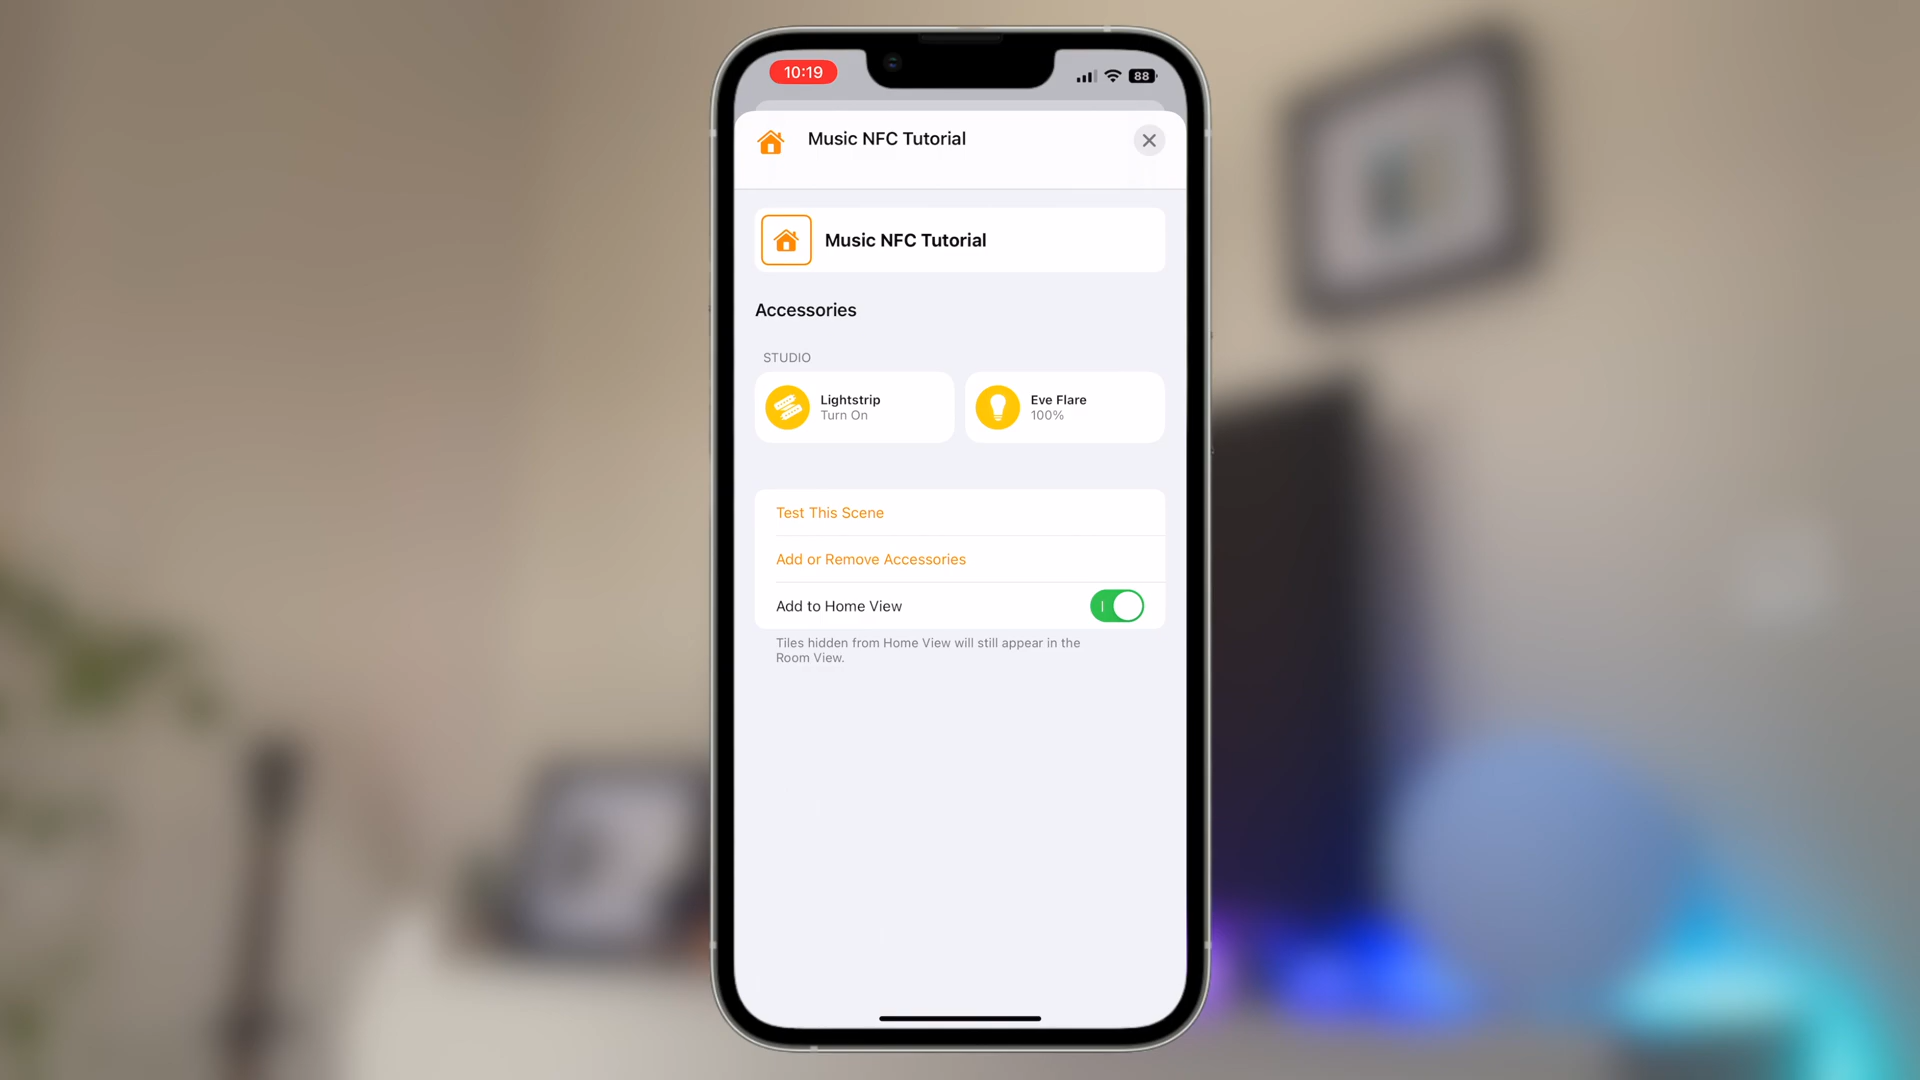 10:19
88
Music NFC Tutorial
Music NFC Tutorial
Accessories
STUDIO
Lightstrip
Turn On
Eve Flare
100%
Test This Scene
Add or Remove Accessories
Add to Home View
Tiles hidden from Home View will still appear in the
Room View.